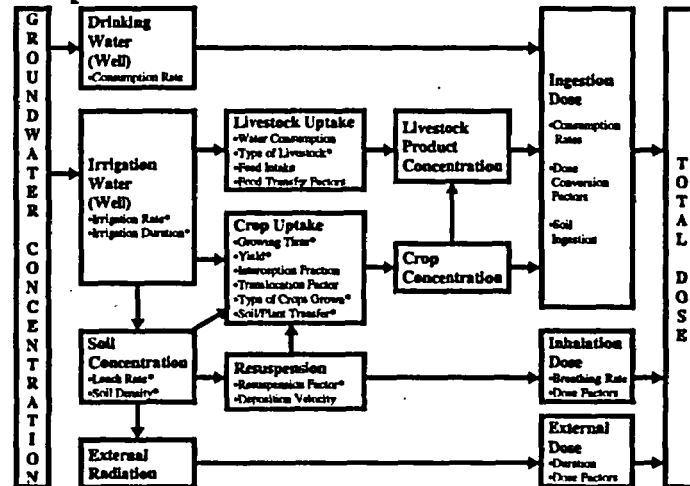 GROUNDWATER CONCENTRATION
Drinking
Water
(Well)
•Consumption Rate
Irrigation
Water
(Well)
•Irrigation Rate*
•Irrigation Duration*
Soil
Concentration
•Leach Rate*
•Soil Density*
External
Radiation
Livestock Uptake
•Water Consumption
•Type of Livestock*
•Feed Intake
•Food Transfer Factors
Crop Uptake
•Growing Time*
•Yield*
•Interception Fraction
•Translocation Factor
•Type of Crops Grown*
•Soil/Plant Transfer*
Resuspension
•Resuspension Factor*
•Deposition Velocity
Livestock
Product
Concentration
Crop
Concentration
Ingestion
Dose
•Consumption
Rates
•Dose
Conversion
Factors
•Soil
Ingestion
Inhalation
Dose
•Breathing Rate
•Dose Factors
External
Dose
•Duration
•Dose Factors
TOTAL DOSE